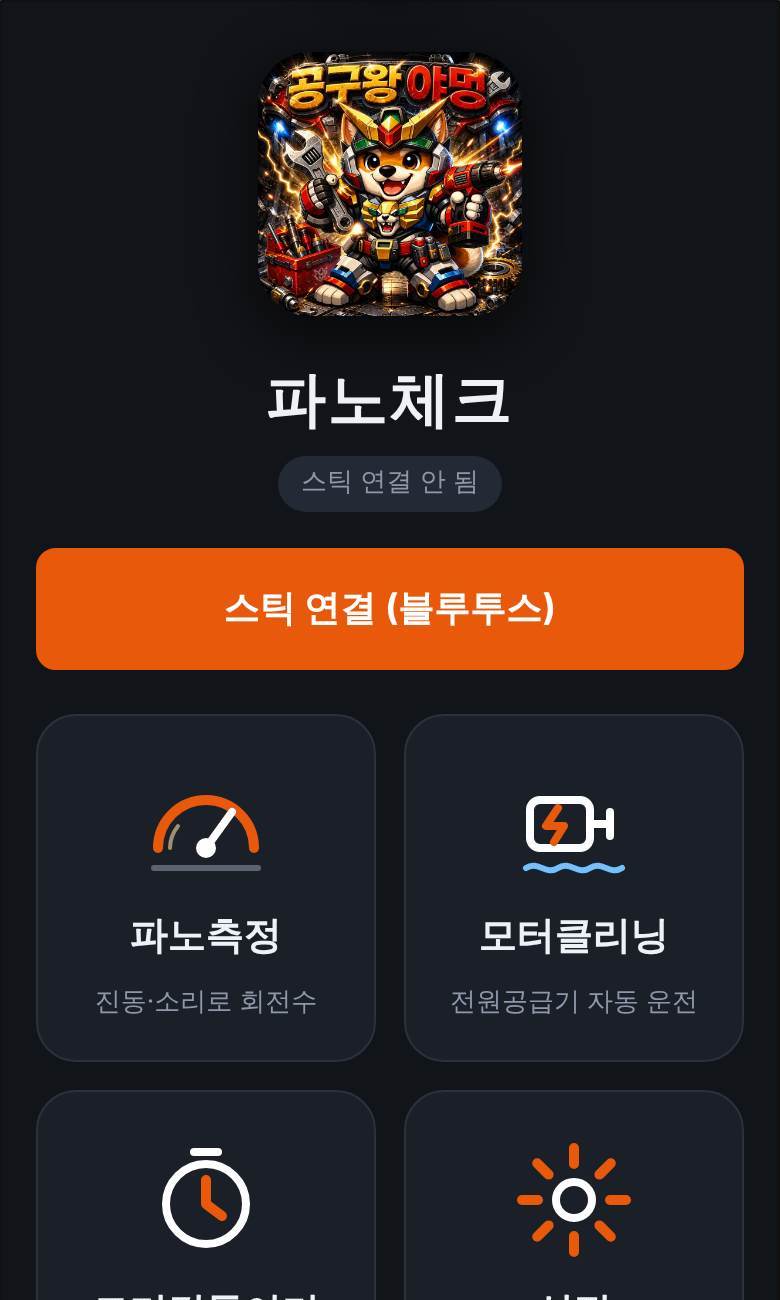 공구왕 야멍
파노체크
스틱 연결 안 됨
스틱 연결 (블루투스)
파노측정
모터클리닝
진동·소리로 회전수
전원공급기 자동 운전